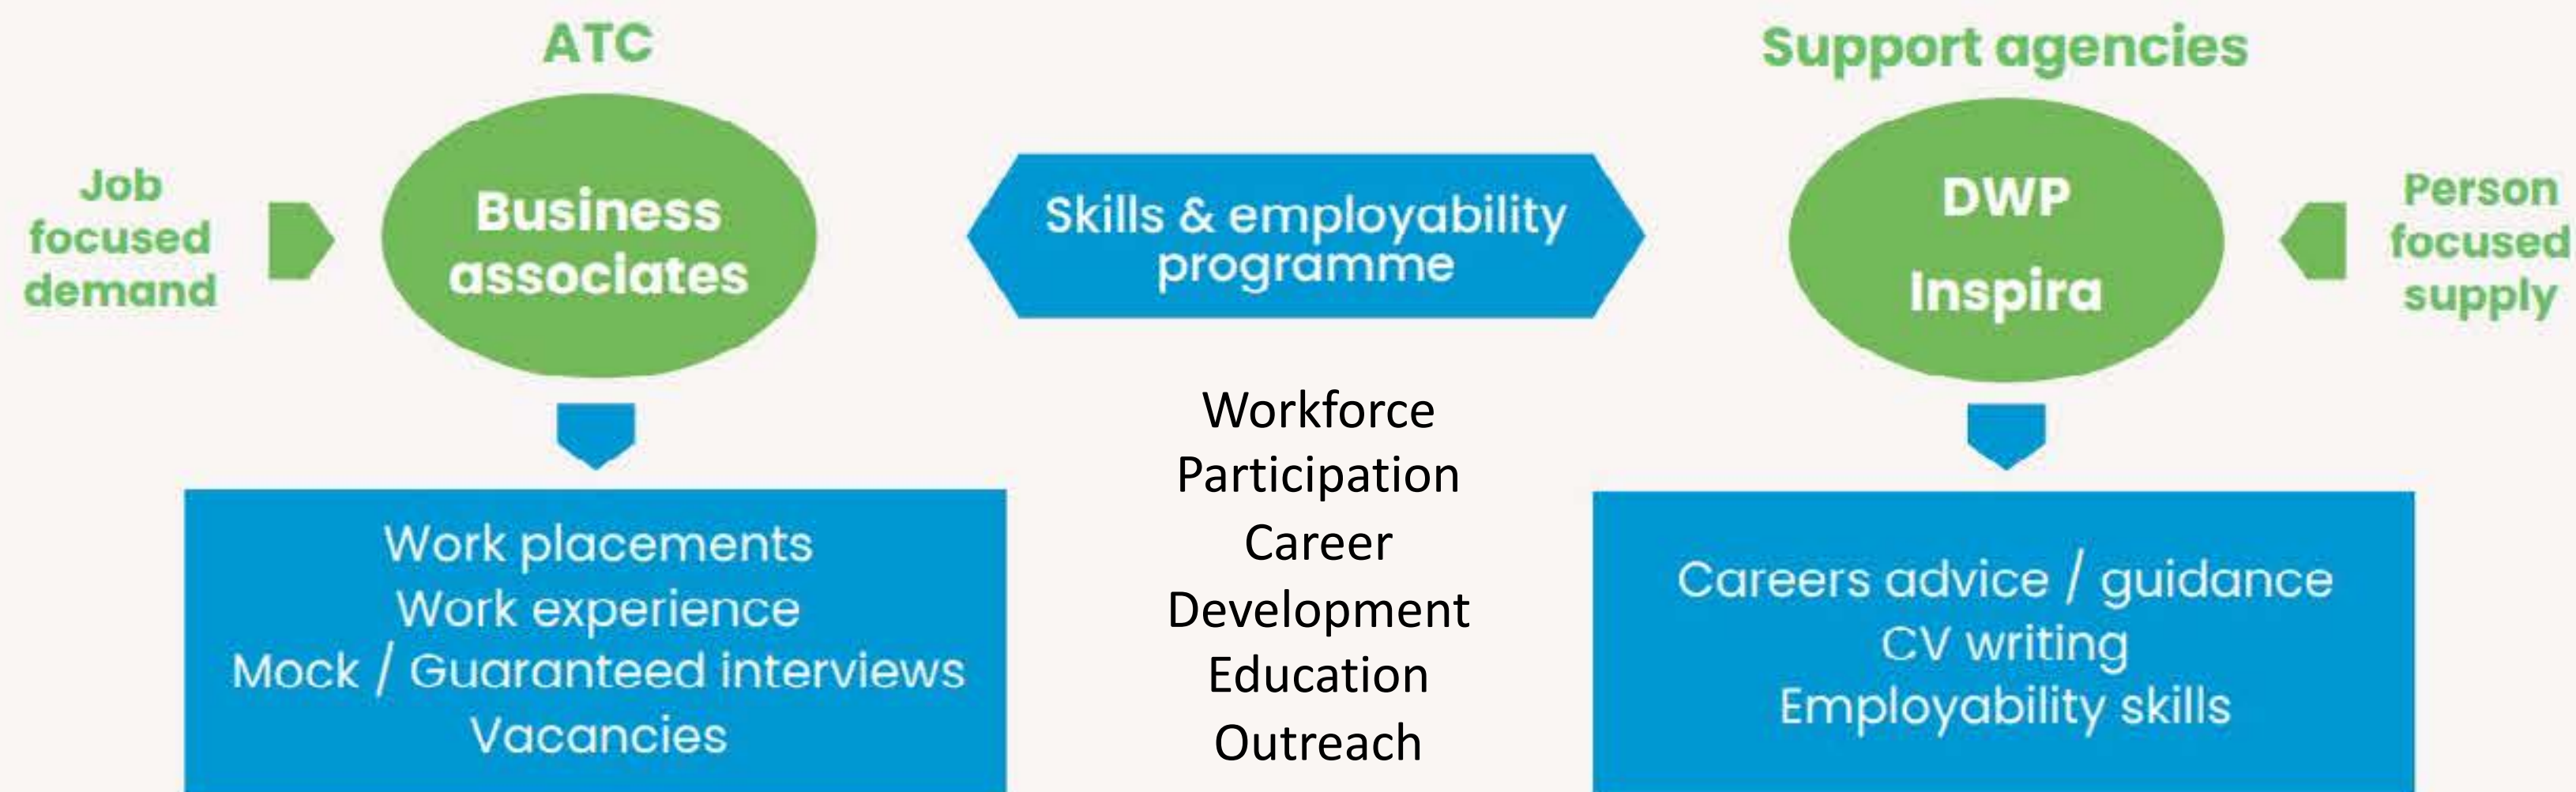 ATC
Job
focused
demand
Business
associates
Work placements
Work experience
Mock / Guaranteed interviews
Vacancies
Skills & employability
programme
Workforce
Participation
Career
Development
Education
Outreach
Support agencies
DWP
Inspira
Person
focused
supply
Careers advice / guidance
CV writing
Employability skills